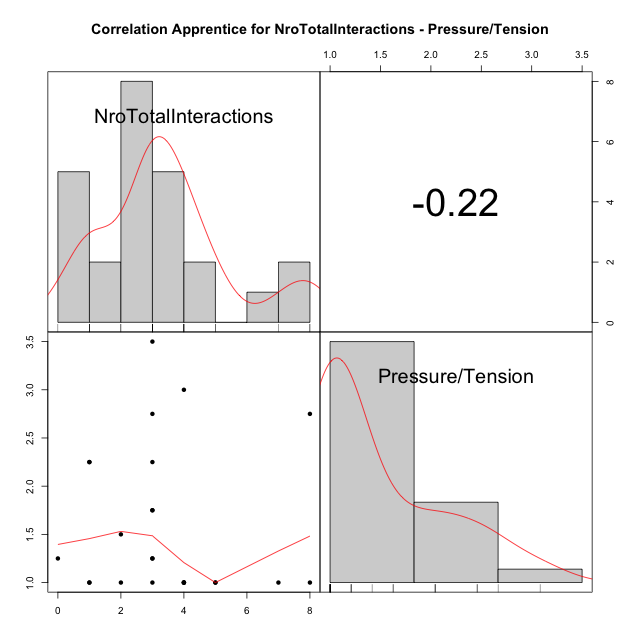 Correlation Apprentice for NroTotalInteractions - Pressure/Tension
1.0 1.5 2.0 2.5 3.0 3.5
NroTotalInteractions
-0.22
8
6
4
2
0
Pressure/Tension
3.5
3.0
2.5
2.0
1.5
1.0
0 2 4 6 8